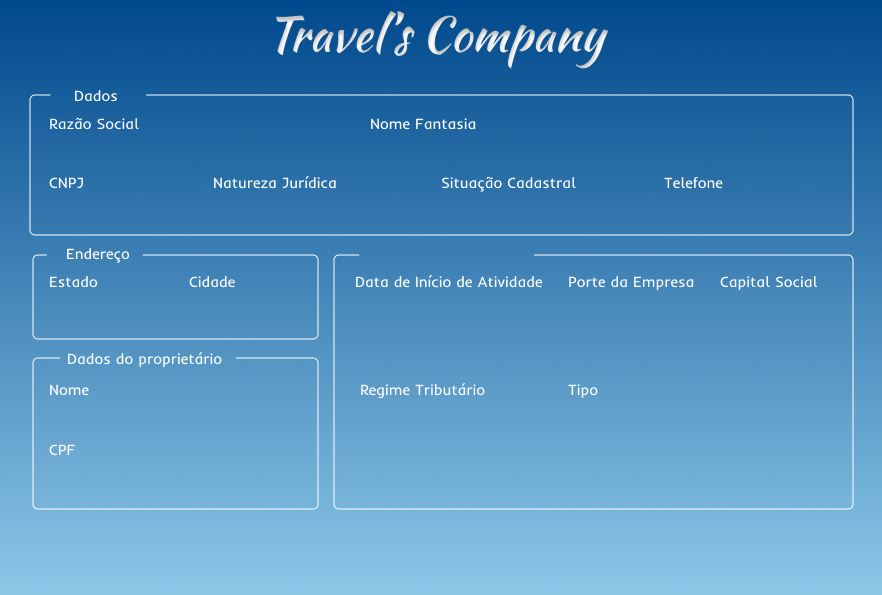 Travel's Company
Dados
Razão Social Nome Fantasia
CNPJ Natureza Jurídica Situação Cadastral Telefone
Endereço
Estado Cidade
Data de Início de Atividade Porte da Empresa Capital Social
Dados do proprietário
Nome
Regime Tributário Tipo
CPF